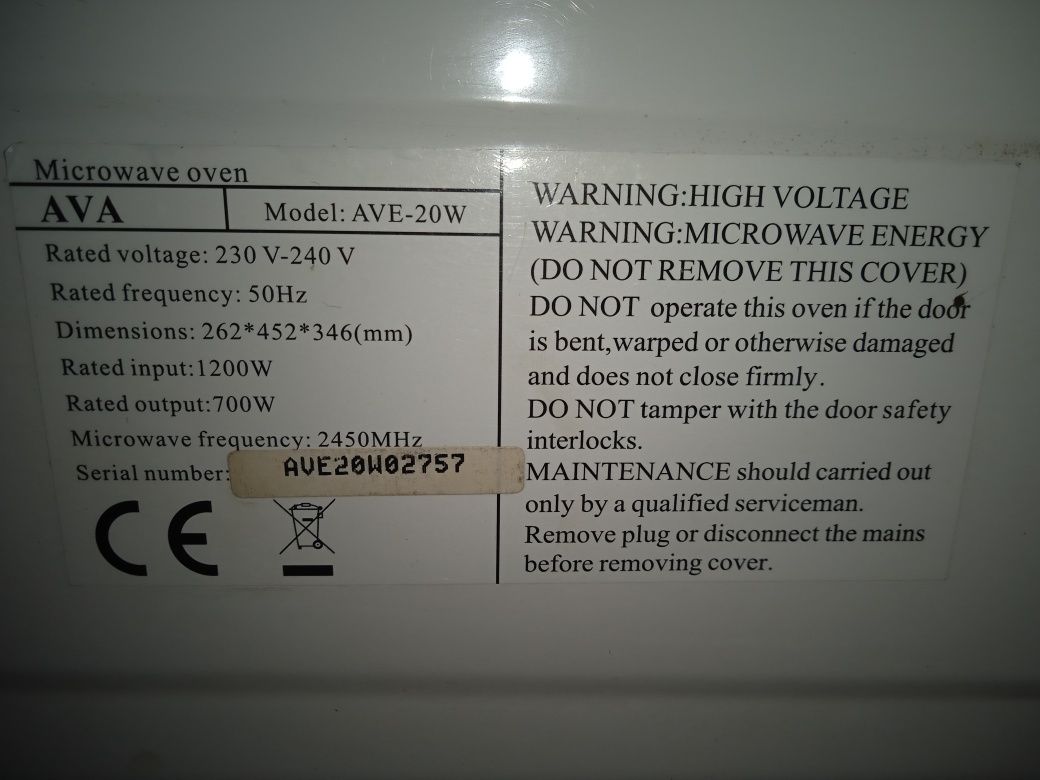 Microwave oven
AVA
Model: AVE-20W
Rated voltage: 230 V-240 V
Rated frequency: 50Hz
Dimensions: 262*452*346(mm)
Rated input:1200W
Rated output:700W
Microwave frequency: 2450MHz
Serial number:
AVE20W02757
CE
WARNING:HIGH VOLTAGE
WARNING:MICROWAVE ENERGY
(DO NOT REMOVE THIS COVER)
DO NOT operate this oven if the door
is bent,warped or otherwise damaged
and does not close firmly.
DO NOT tamper with the door safety
interlocks.
MAINTENANCE should carried out
only by a qualified serviceman.
Remove plug or disconnect the mains
before removing cover.